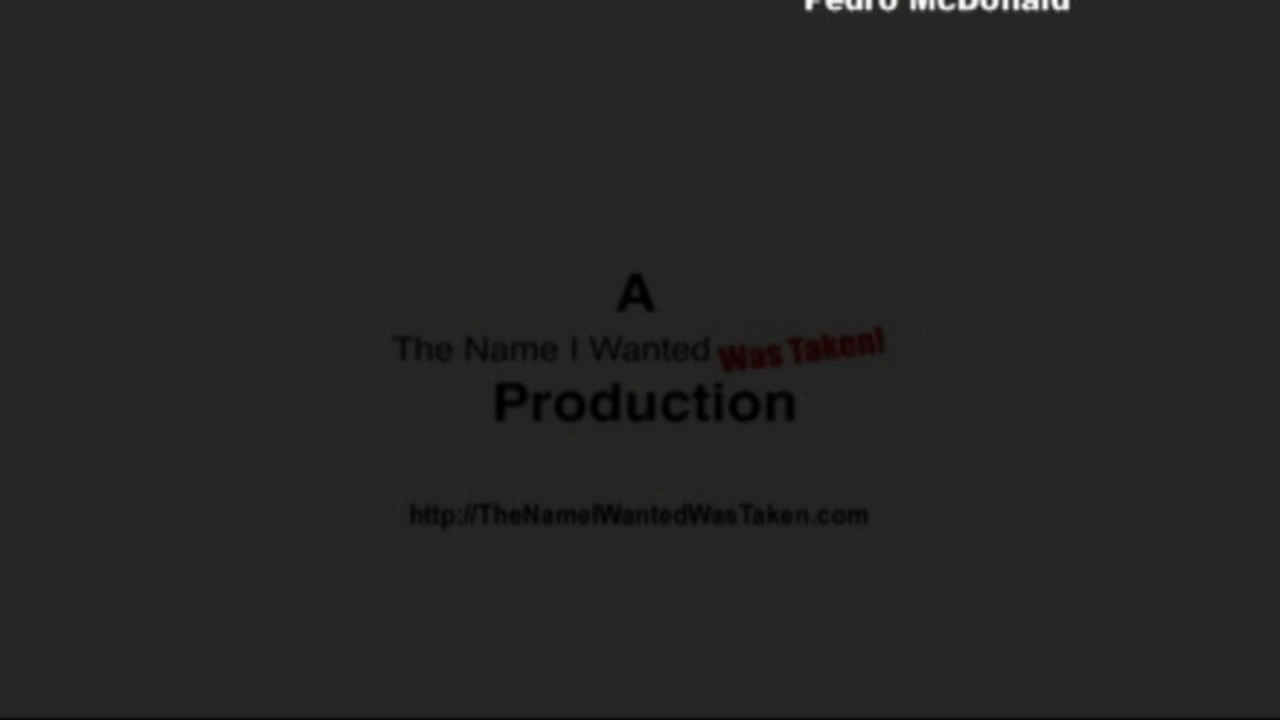 Pedro McDonald
A
The Name I Wanted Was Taken!
Production
http://TheNameIWantedWasTaken.com